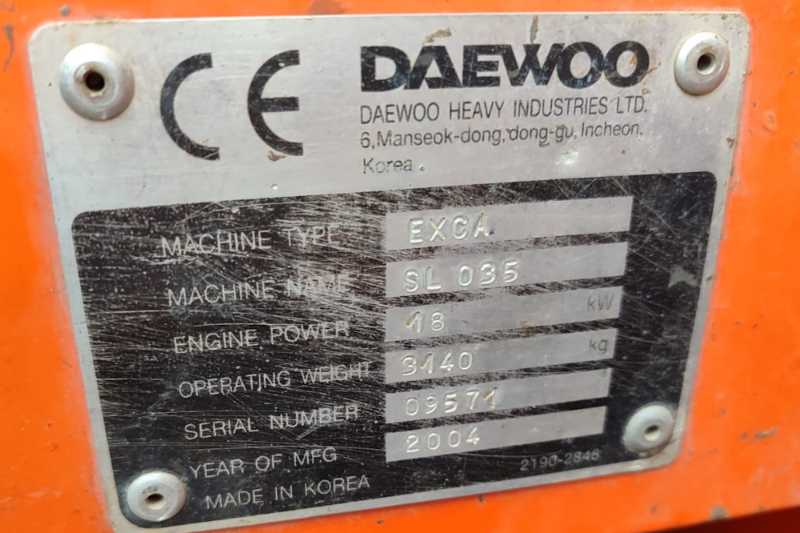 CE DAEWOO
DAEWOO HEAVY INDUSTRIES LTD.
6, Manseok-dong, dong-gu, Incheon,
Korea
MACHINE TYPE EXCA
MACHINE NAME SL 035
ENGINE POWER 18 kW
OPERATING WEIGHT 3140 kg
SERIAL NUMBER 09571
YEAR OF MFG 2004
MADE IN KOREA 2190-2846